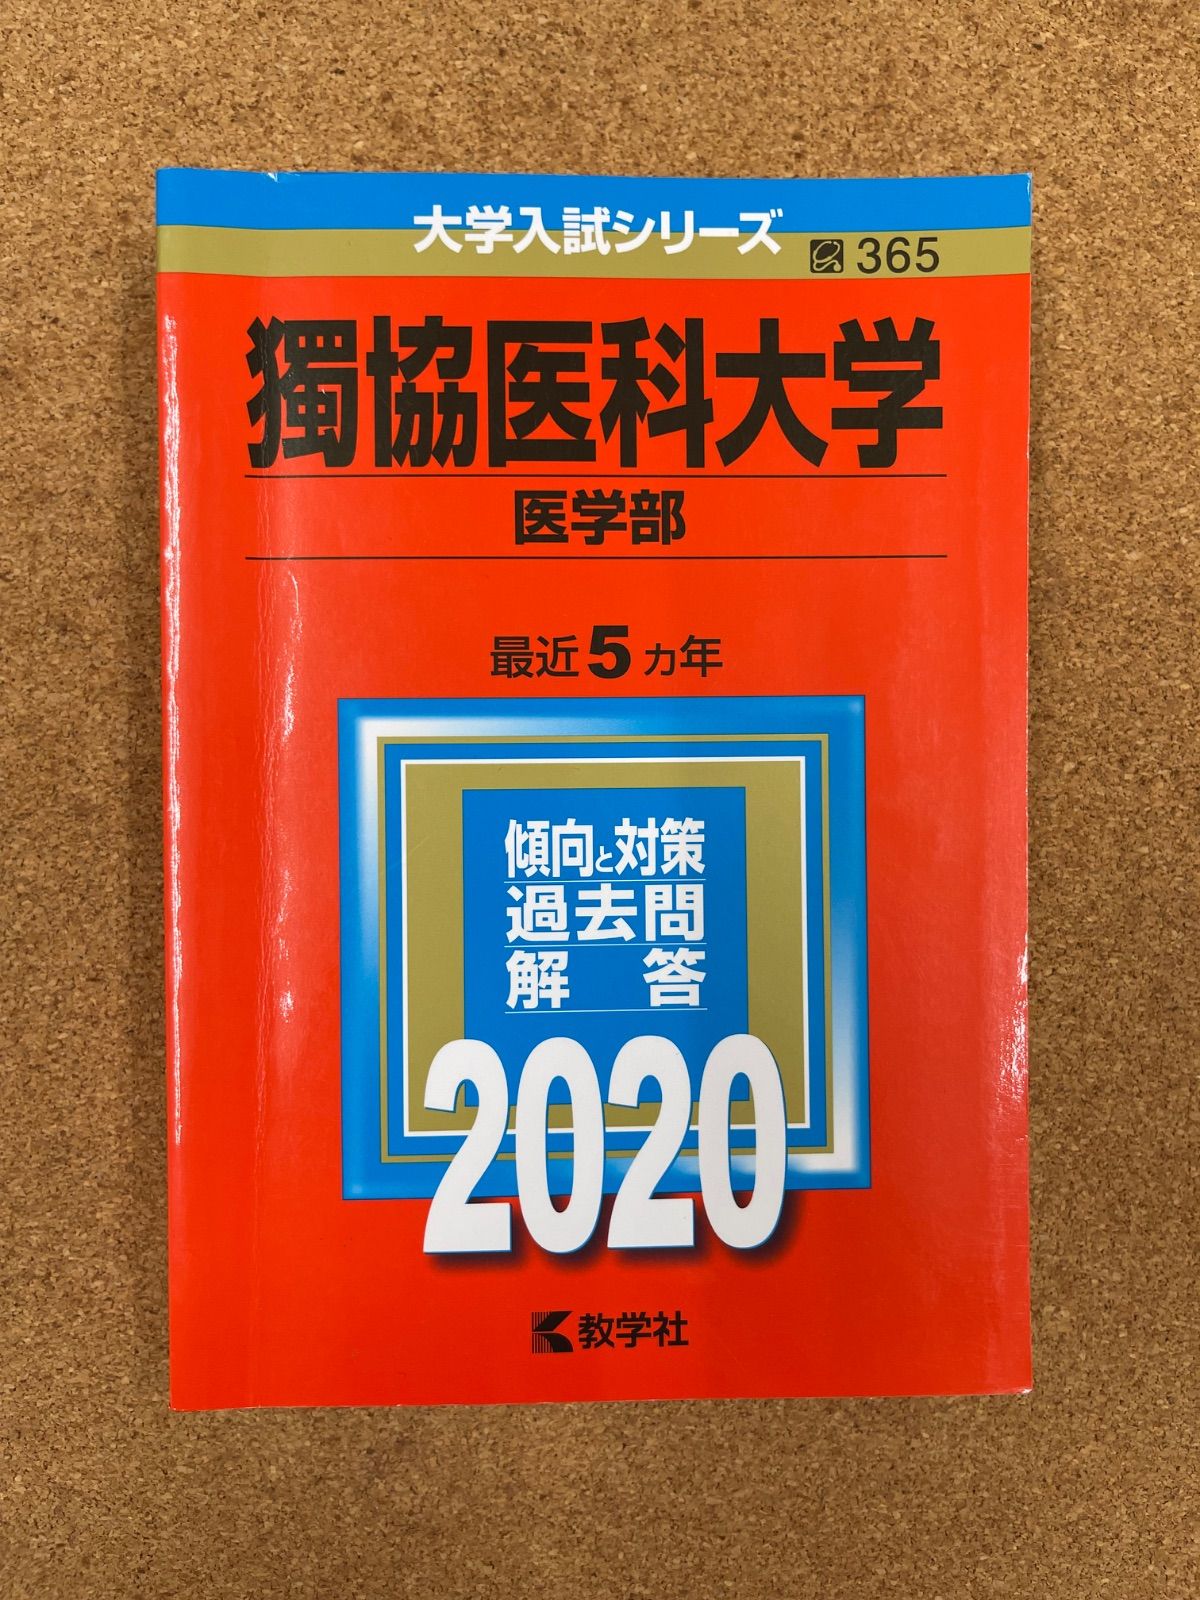 大学入試シリーズ
365
獨協医科大学
医学部
最近5ヵ年
傾向と対策
過去問
解答
2020
教学社